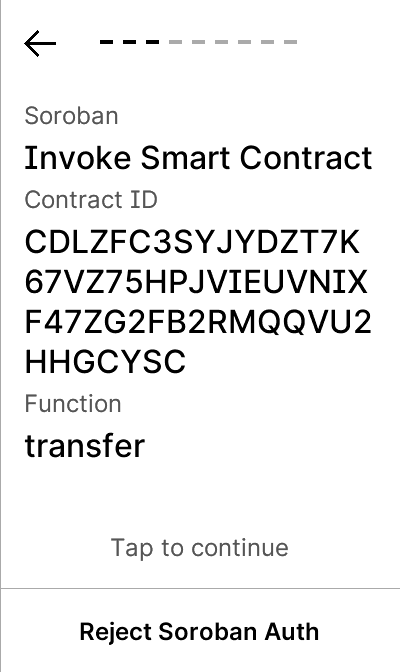 Soroban
Invoke Smart Contract
Contract ID
CDLZFC3SYJYDZT7K
67VZ75HPJVIEUVNIX
F47ZG2FB2RMQQVU2
HHGCYSC
Function
transfer
Tap to continue
Reject Soroban Auth